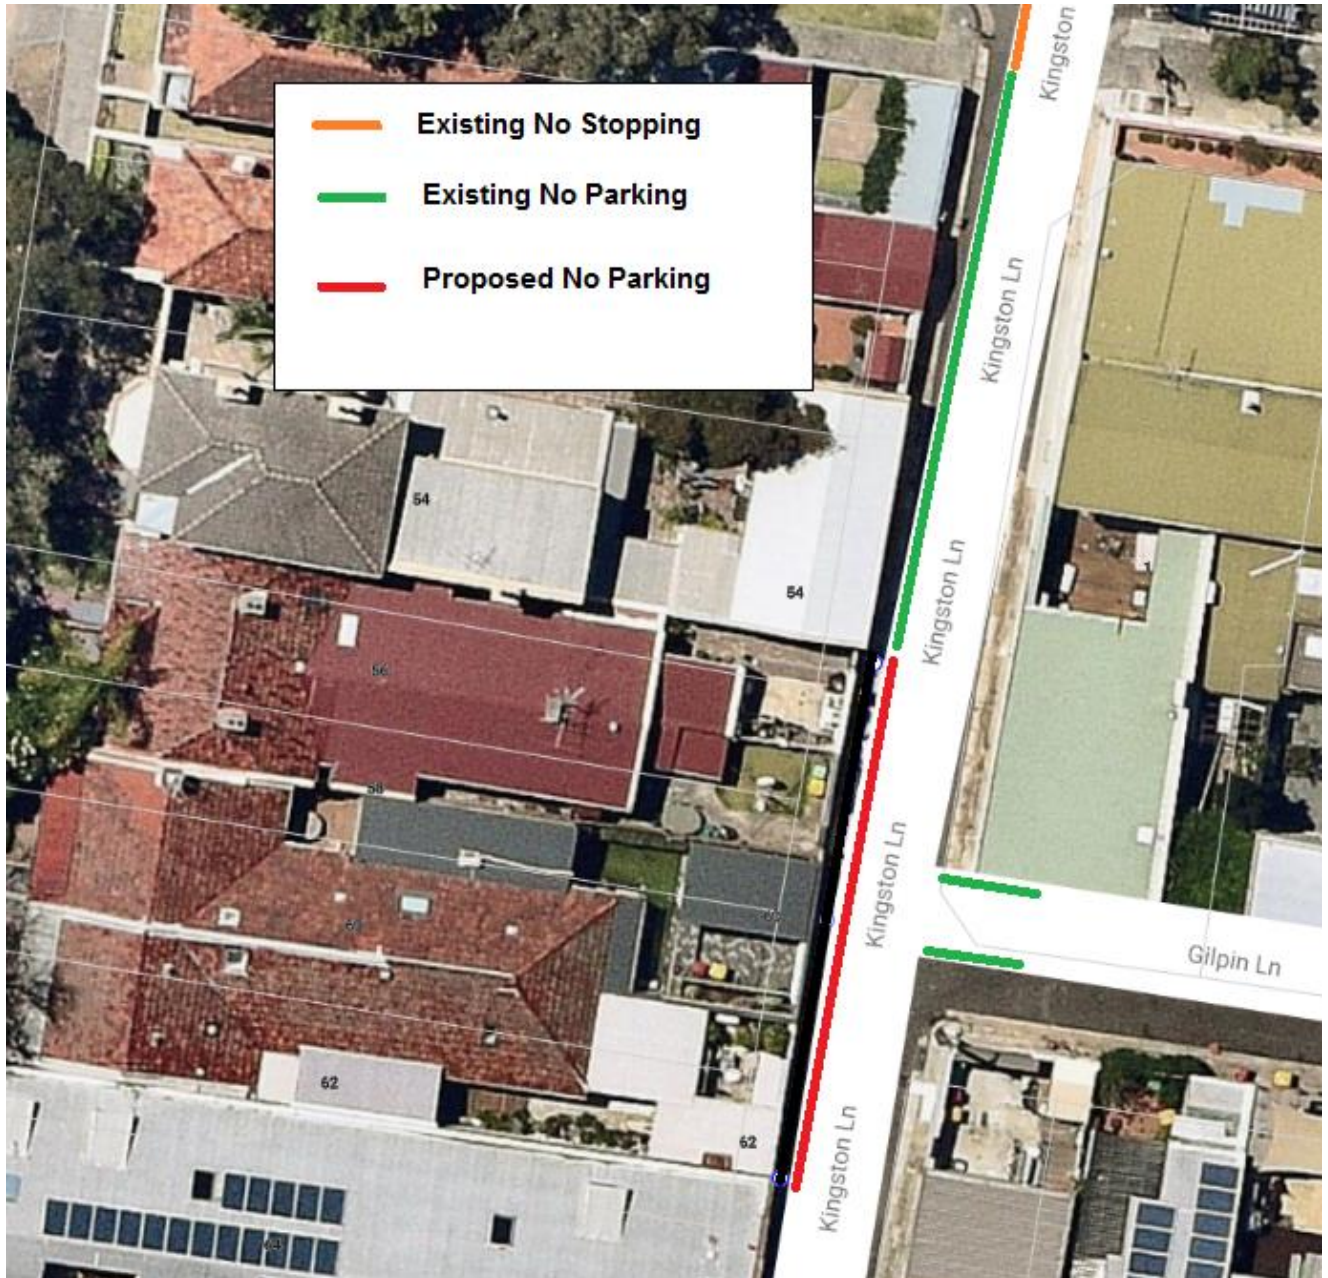 Kingston
Existing No Stopping
Existing No Parking
Proposed No Parking
Kingston Ln
54
Kingston Ln
54
56
58
Kingston Ln
Gilpin Ln
62
62
Kingston Ln
64